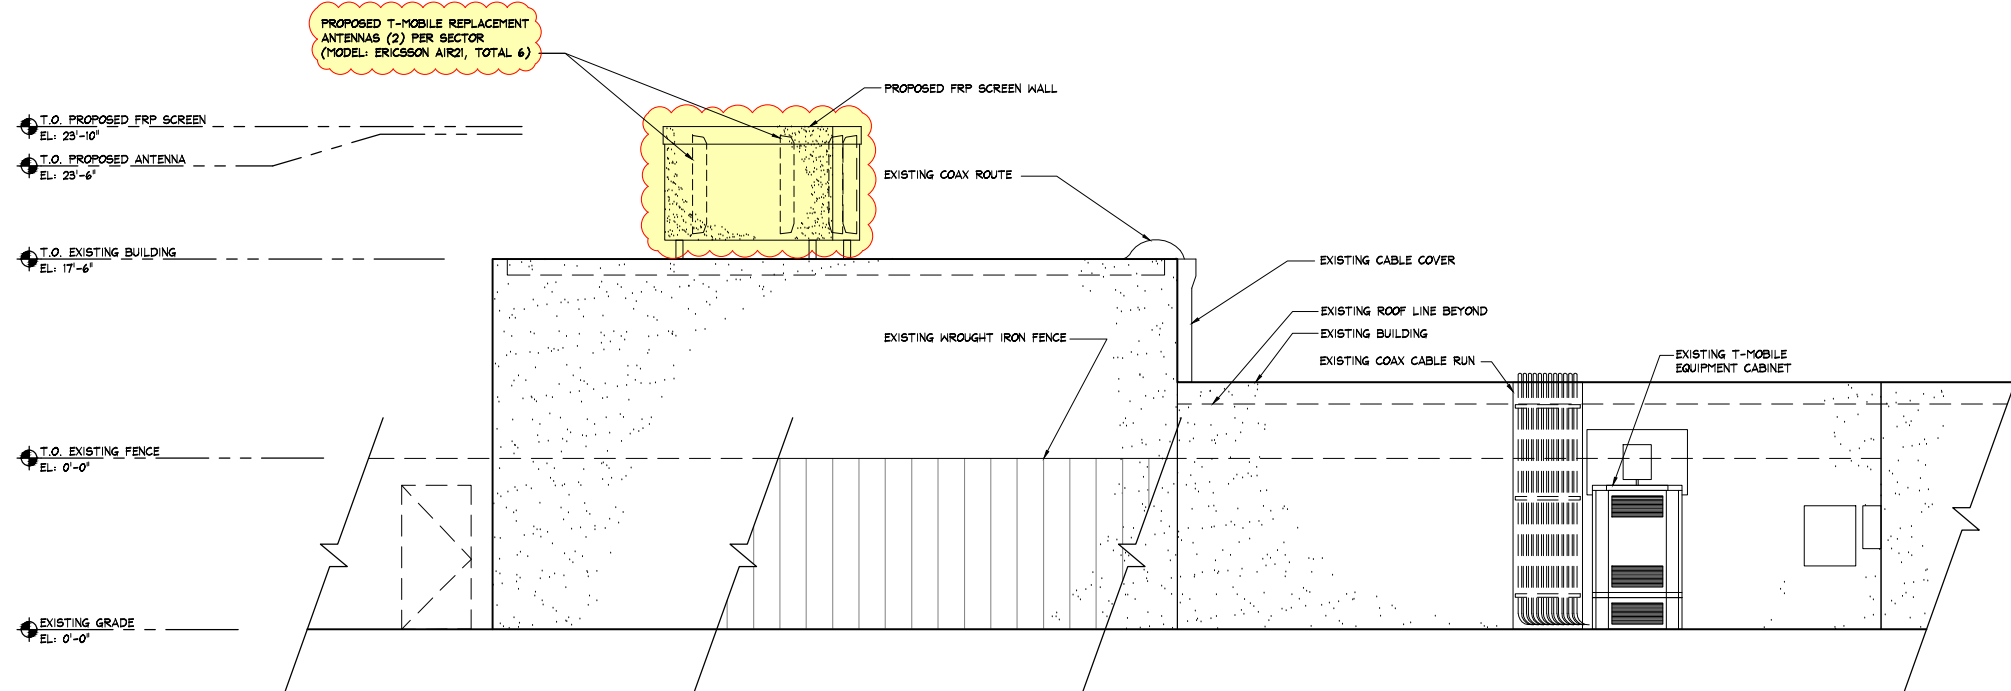 PROPOSED T-MOBILE REPLACEMENT
ANTENNAS (2) PER SECTOR
(MODEL: ERICSSON AIR21, TOTAL 6)
PROPOSED FRP SCREEN WALL
T.O. PROPOSED FRP SCREEN
EL: 23'-10"
T.O. PROPOSED ANTENNA
EL: 23'-6"
EXISTING COAX ROUTE
T.O. EXISTING BUILDING
EL: 17'-6"
EXISTING CABLE COVER
EXISTING ROOF LINE BEYOND
EXISTING WROUGHT IRON FENCE
EXISTING BUILDING
EXISTING COAX CABLE RUN
EXISTING T-MOBILE
EQUIPMENT CABINET
T.O. EXISTING FENCE
EL: 0'-0"
EXISTING GRADE
EL: 0'-0"